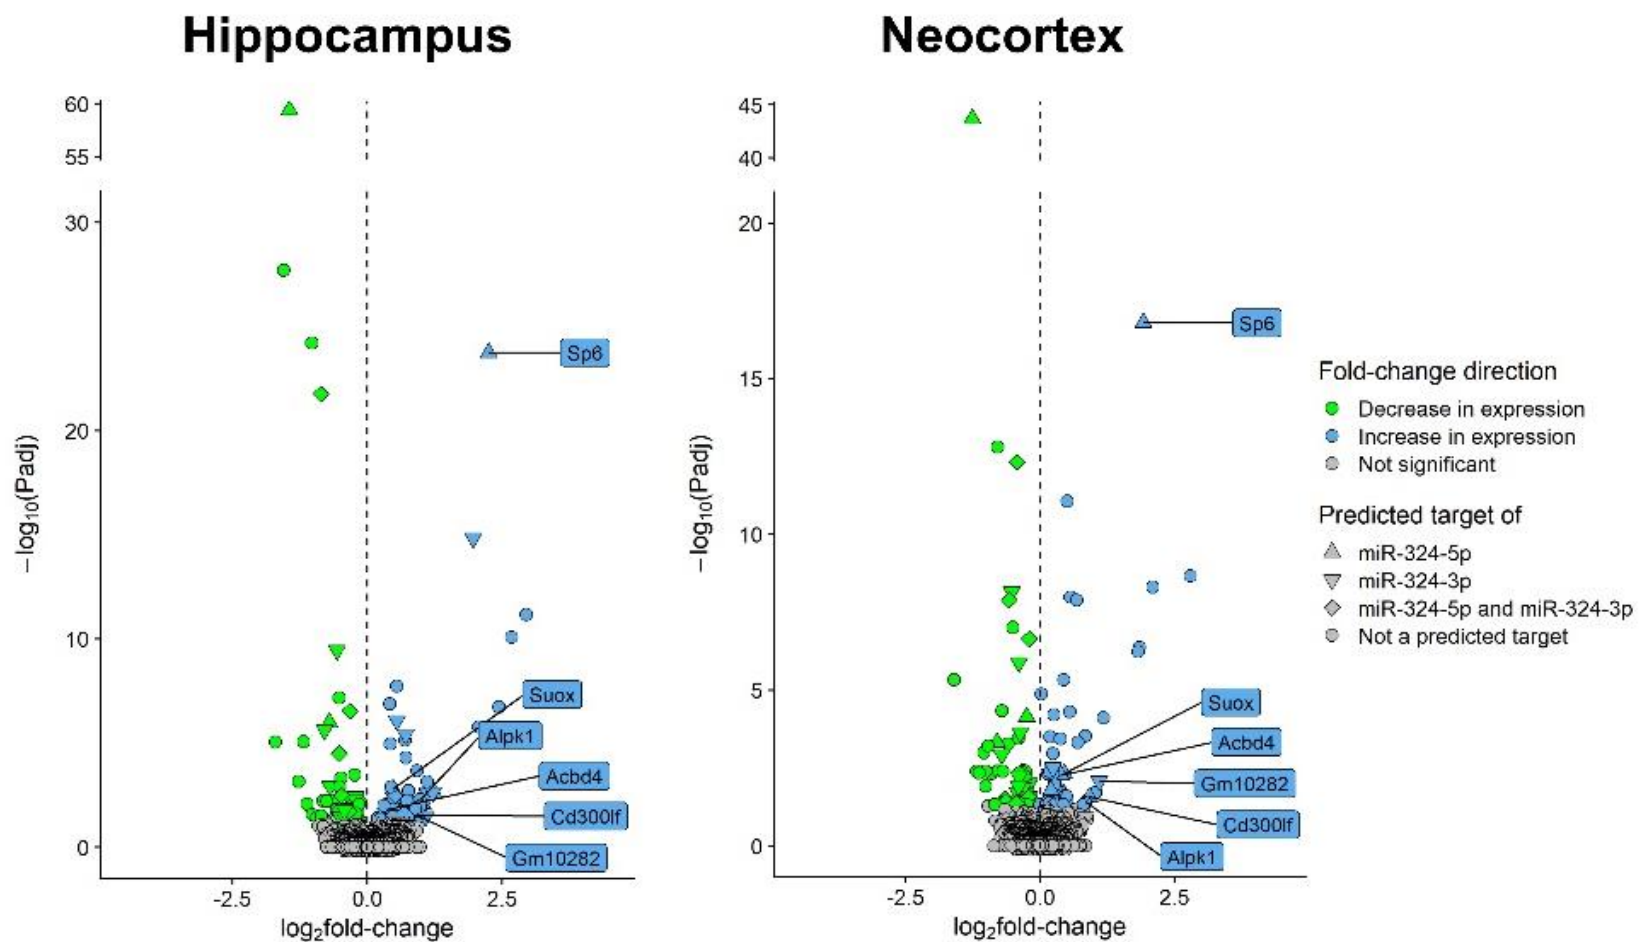 Hippocampus
60
55
30
20
10
0
−log10(Padj)
-2.5
0.0
2.5
log2fold-change
Sp6
Suox
Alpk1
Acbd4
Cd300lf
Gm10282
Neocortex
45
40
20
15
10
5
0
−log10(Padj)
-2.5
0.0
2.5
log2fold-change
Sp6
Suox
Acbd4
Gm10282
Cd300lf
Alpk1
Fold-change direction
Decrease in expression
Increase in expression
Not significant
Predicted target of
miR-324-5p
miR-324-3p
miR-324-5p and miR-324-3p
Not a predicted target